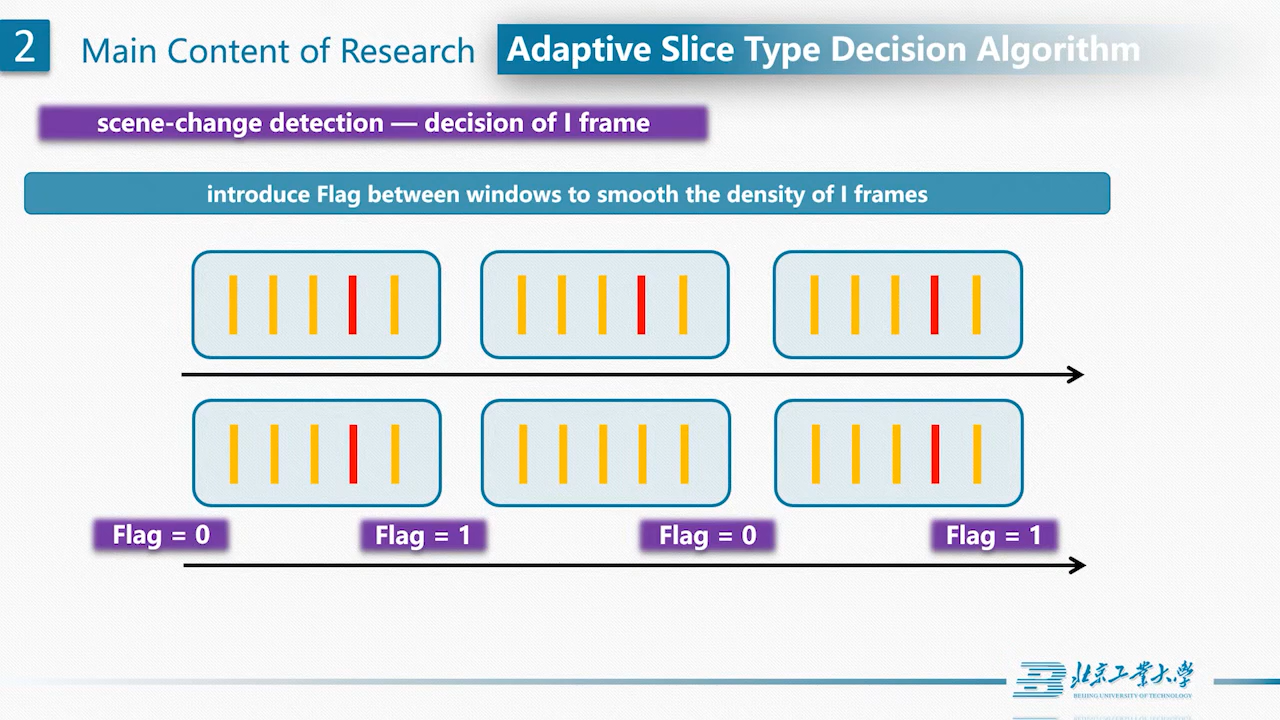 2
Main Content of Research
Adaptive Slice Type Decision Algorithm
scene-change detection — decision of I frame
introduce Flag between windows to smooth the density of I frames
Flag = 0
Flag = 1
Flag = 0
Flag = 1
北京工业大学
BEIJING UNIVERSITY OF TECHNOLOGY